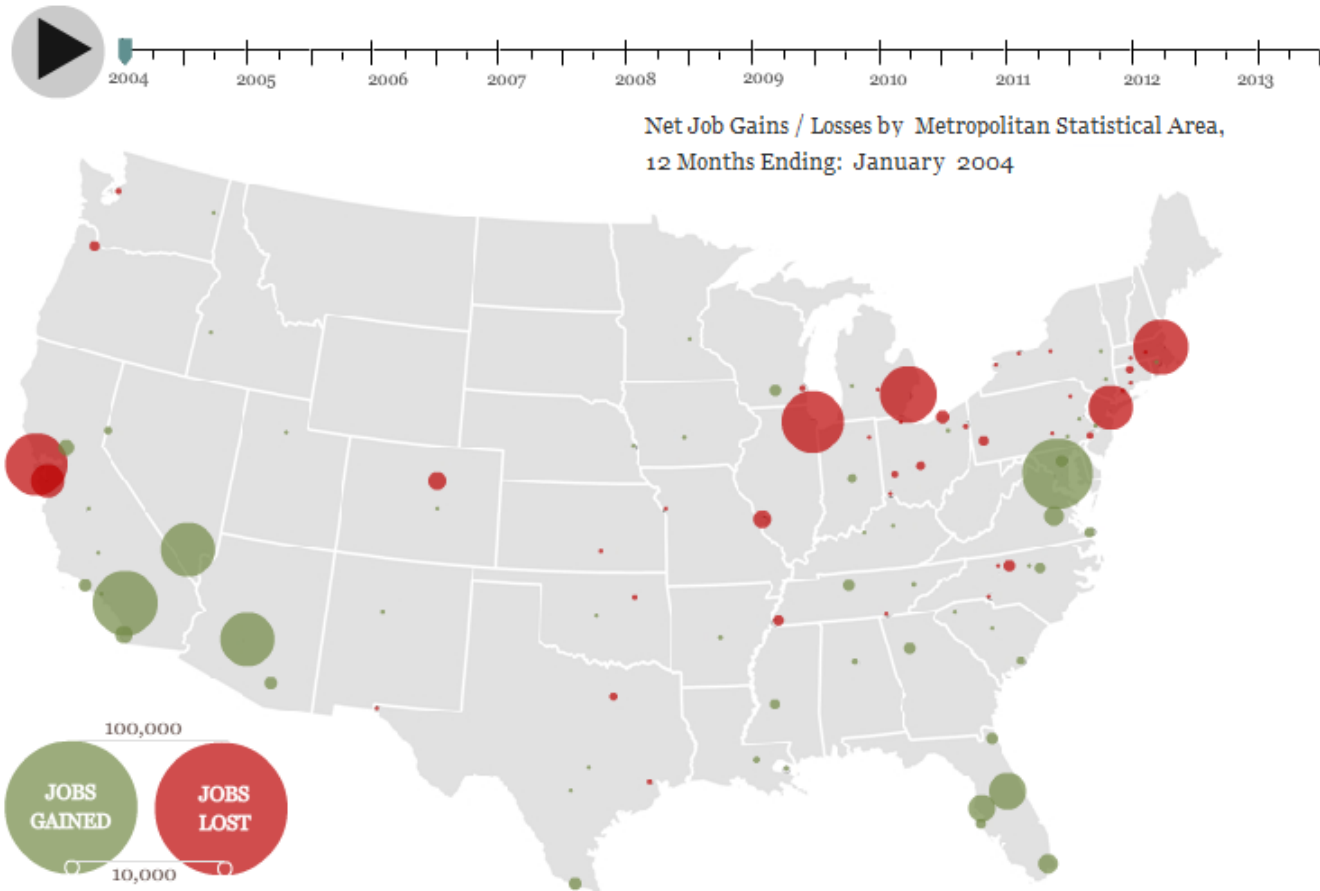 2004 2005 2006 2007 2008 2009 2010 2011 2012 2013
Net Job Gains / Losses by Metropolitan Statistical Area,
12 Months Ending: January 2004
100,000
JOBS
GAINED
JOBS
LOST
10,000